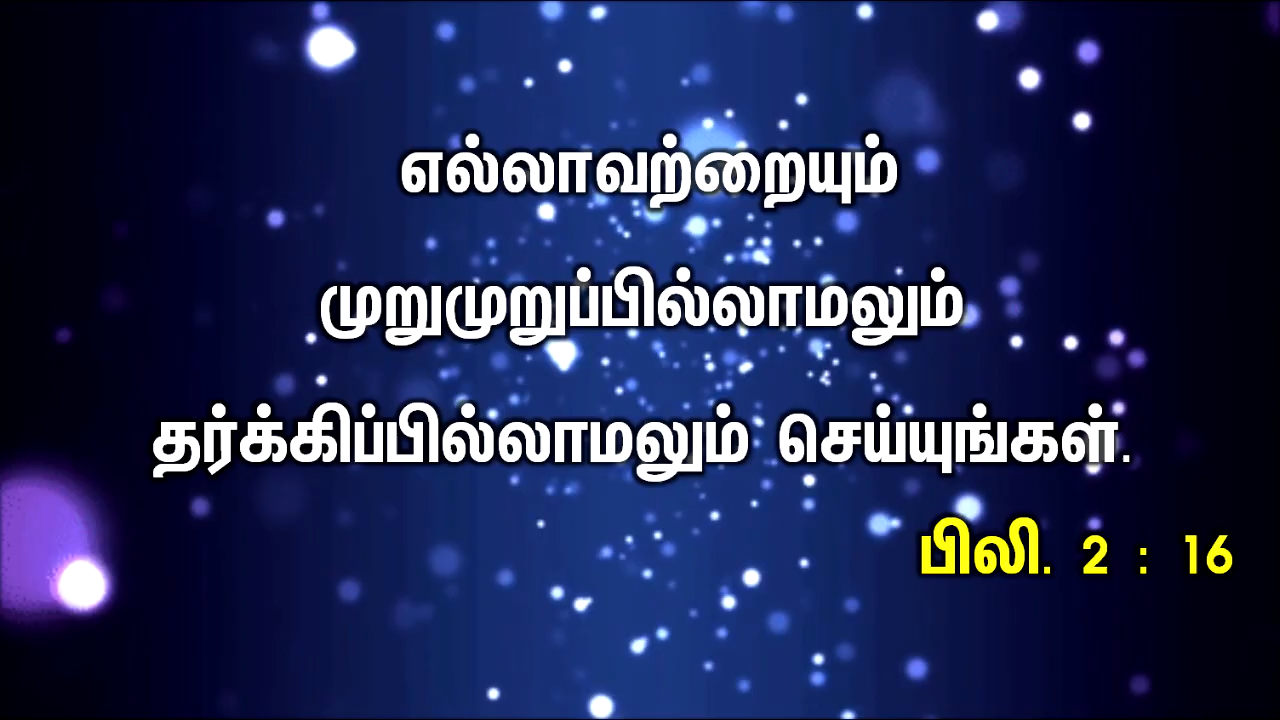 எல்லாவற்றையும்
முறுமுறுப்பில்லாமலும்
தர்க்கிப்பில்லாமலும் செய்யுங்கள்.
பிலி. 2 : 16